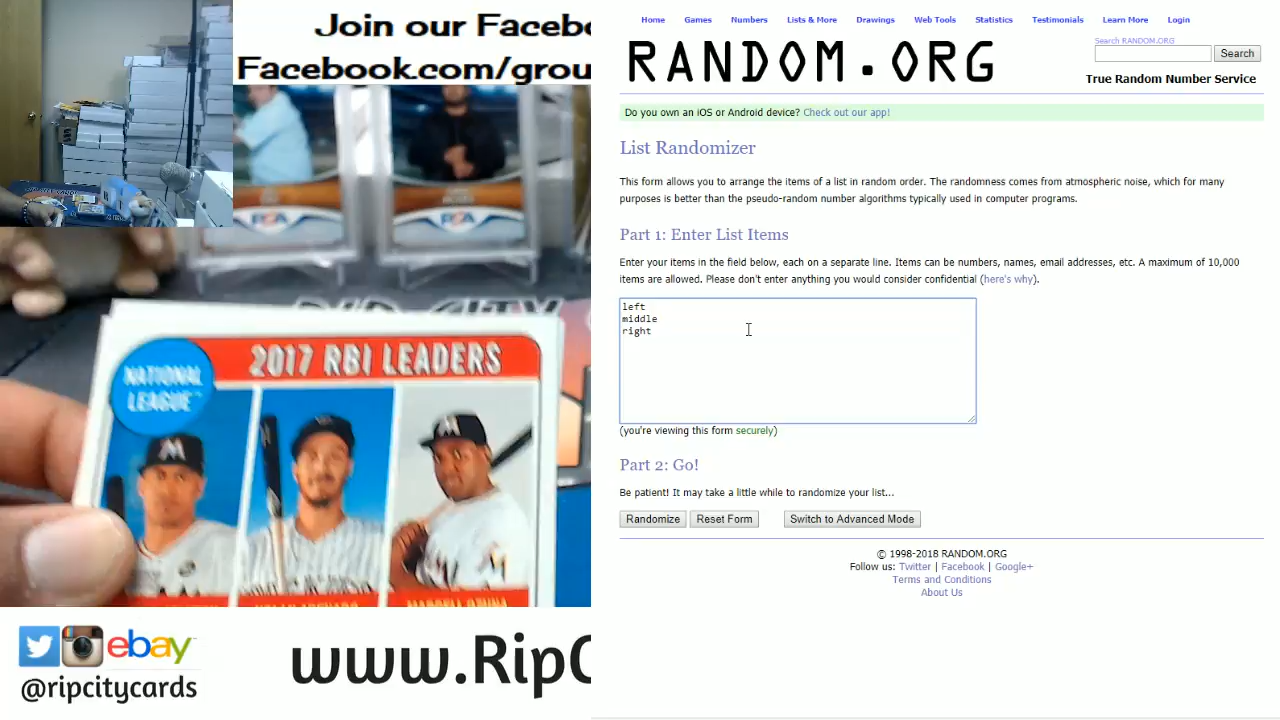 Join our Facebo
Facebook.com/grou
NATIONAL
LEAGUE
2017 RBI LEADERS
ebay
@ripcitycards
www.RipC
Home Games Numbers Lists & More Drawings Web Tools Statistics Testimonials Learn More Login
RANDOM.ORG
Search RANDOM.ORG
Search
True Random Number Service
Do you own an iOS or Android device? Check out our app!
List Randomizer
This form allows you to arrange the items of a list in random order. The randomness comes from atmospheric noise, which for many
purposes is better than the pseudo-random number algorithms typically used in computer programs.
Part 1: Enter List Items
Enter your items in the field below, each on a separate line. Items can be numbers, names, email addresses, etc. A maximum of 10,000
items are allowed. Please don't enter anything you would consider confidential (here's why).
left
middle
right
(you're viewing this form securely)
Part 2: Go!
Be patient! It may take a little while to randomize your list...
Randomize Reset Form Switch to Advanced Mode
© 1998-2018 RANDOM.ORG
Follow us: Twitter | Facebook | Google+
Terms and Conditions
About Us